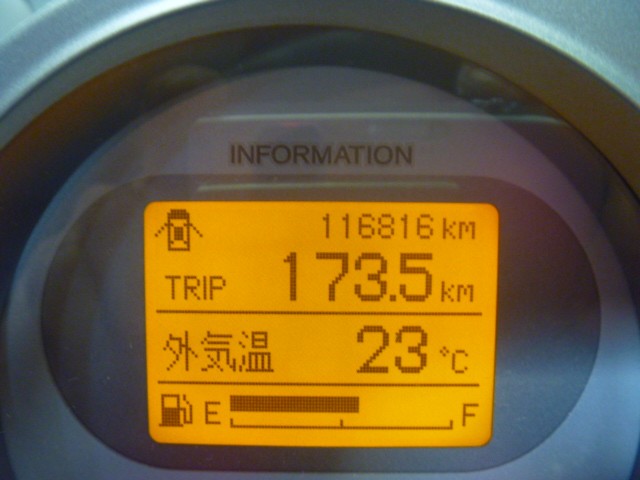 INFORMATION
116816 km
TRIP 173.5 km
外気温 23 °C
E F